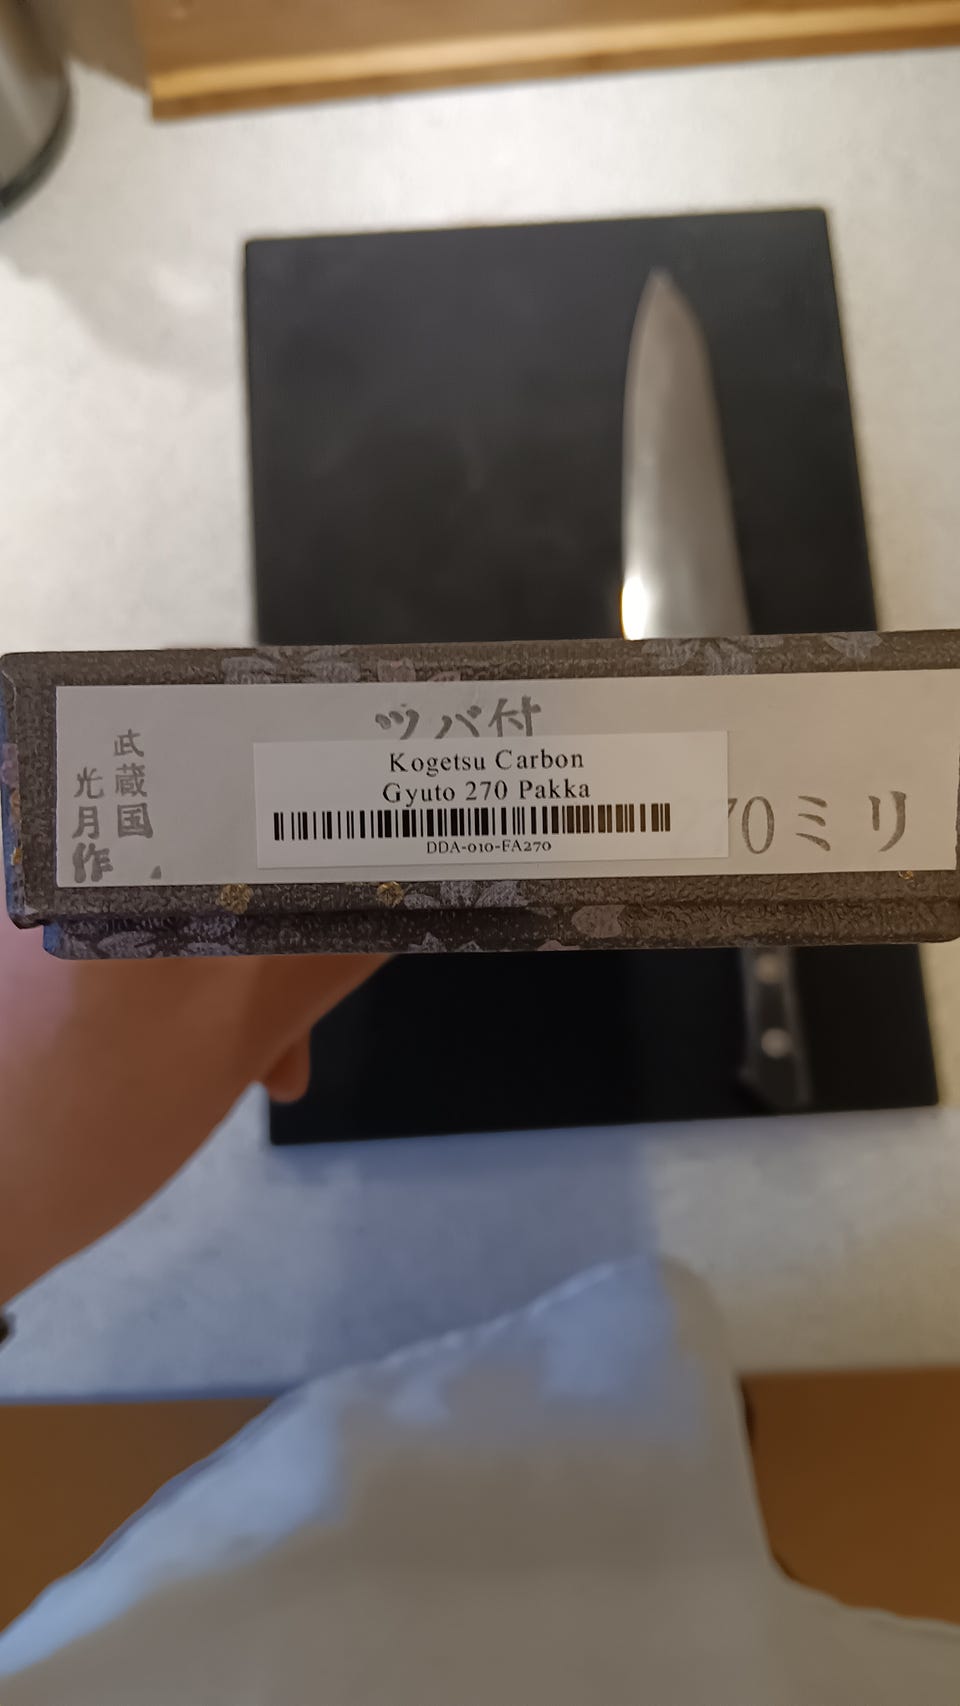 ツバ付
武蔵国
光月作
Kogetsu Carbon
Gyuto 270 Pakka
DDA-010-FA270
70ミリ